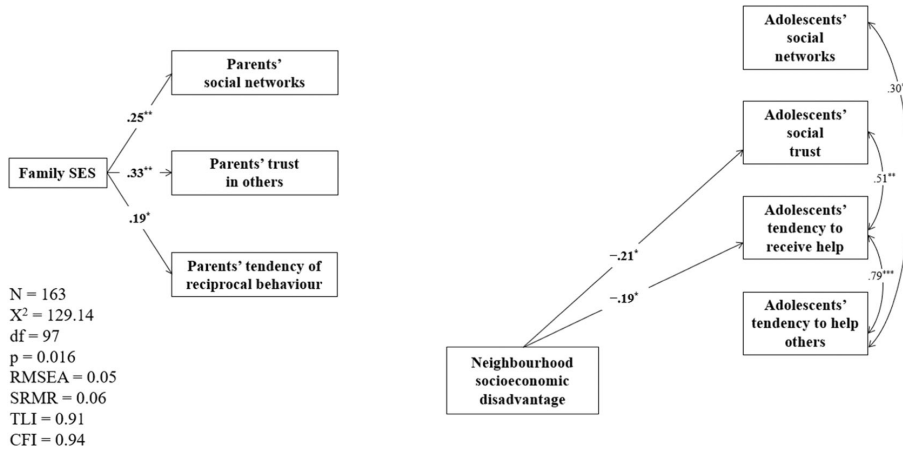 Parents'
social networks
.25**
Family SES
.33**
Parents' trust
in others
.19*
Parents' tendency of
reciprocal behaviour
N = 163
X² = 129.14
df = 97
p = 0.016
RMSEA = 0.05
SRMR = 0.06
TLI = 0.91
CFI = 0.94
Adolescents'
social
networks
.30*
Adolescents'
social
trust
.51**
Adolescents'
tendency to
receive help
−.21*
−.19*
.79***
Adolescents'
tendency to help
others
Neighbourhood
socioeconomic
disadvantage